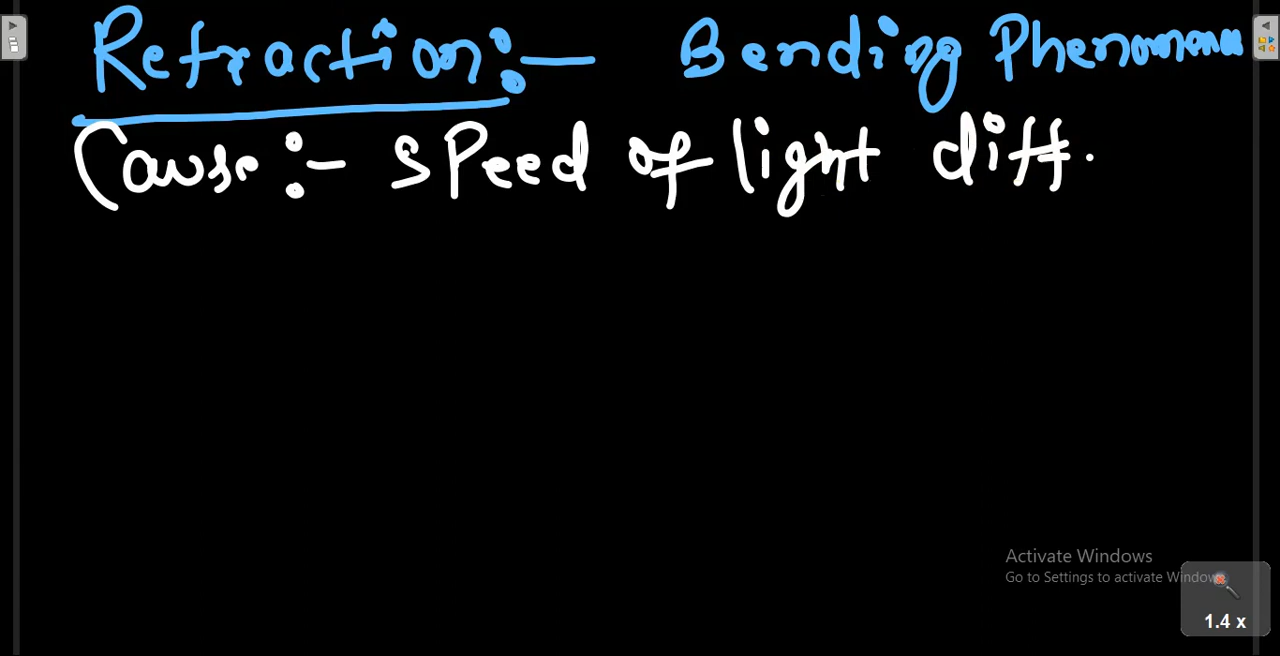 Refraction:- Bending Phenomena
Cause:- speed of light diff.
Activate Windows
Go to Settings to activate Windows
1.4 x